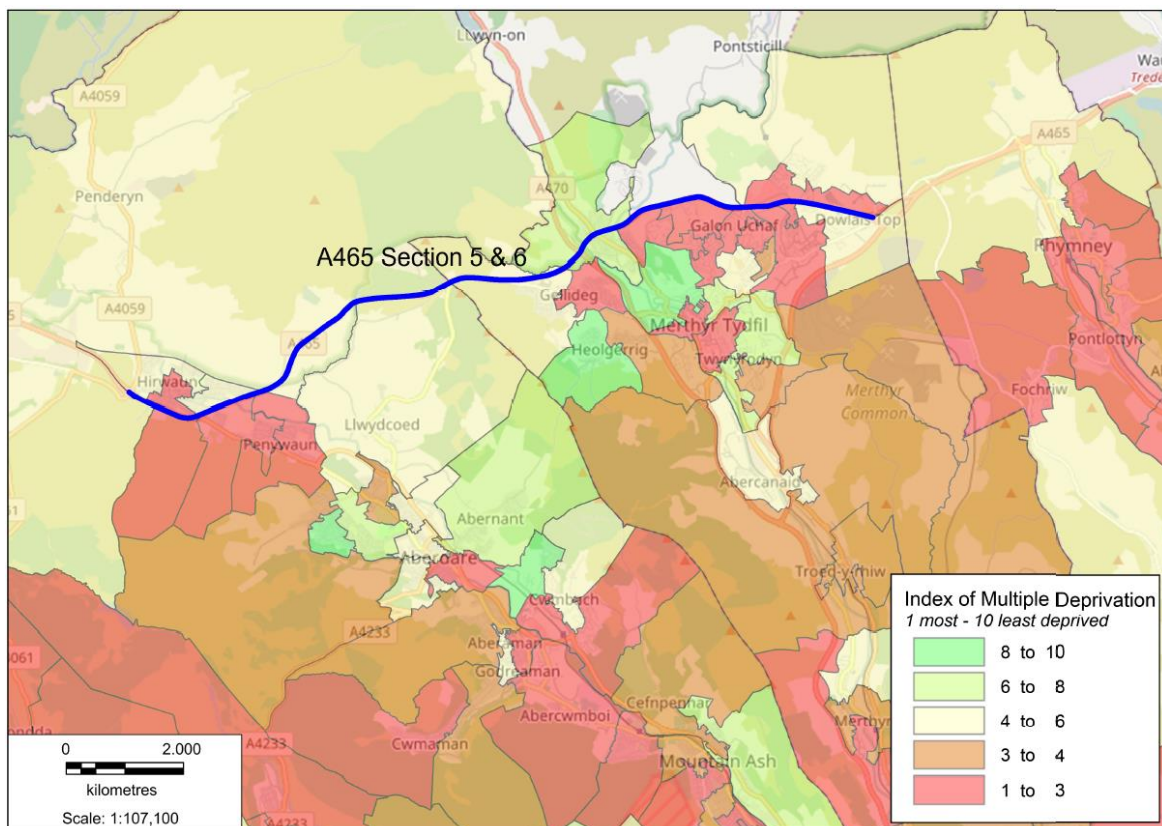 LLwyn-on
Pontsticill
A4059
A465
A470
Penderyn
Galon Uchaf
Dowlais Top
Rhymney
A465 Section 5 & 6
A4059
Gellideg
Merthyr Tydfil
Pontlottyn
Heolgerrig
Twynyrodyn
Hirwaun
Merthyr
Common
Fochriw
Llwydcoed
Penywaun
Abercanaid
Abernant
Aberdare
Troed-y-rhiw
Cwmbach
A4233
Aberaman
Godreaman
Cefnpennar
Abercwmboi
A4233
Cwmaman
Mountain Ash
A4233
Index of Multiple Deprivation
1 most - 10 least deprived
8 to 10
6 to 8
4 to 6
3 to 4
1 to 3
0 2.000
kilometres
Scale: 1:107,100